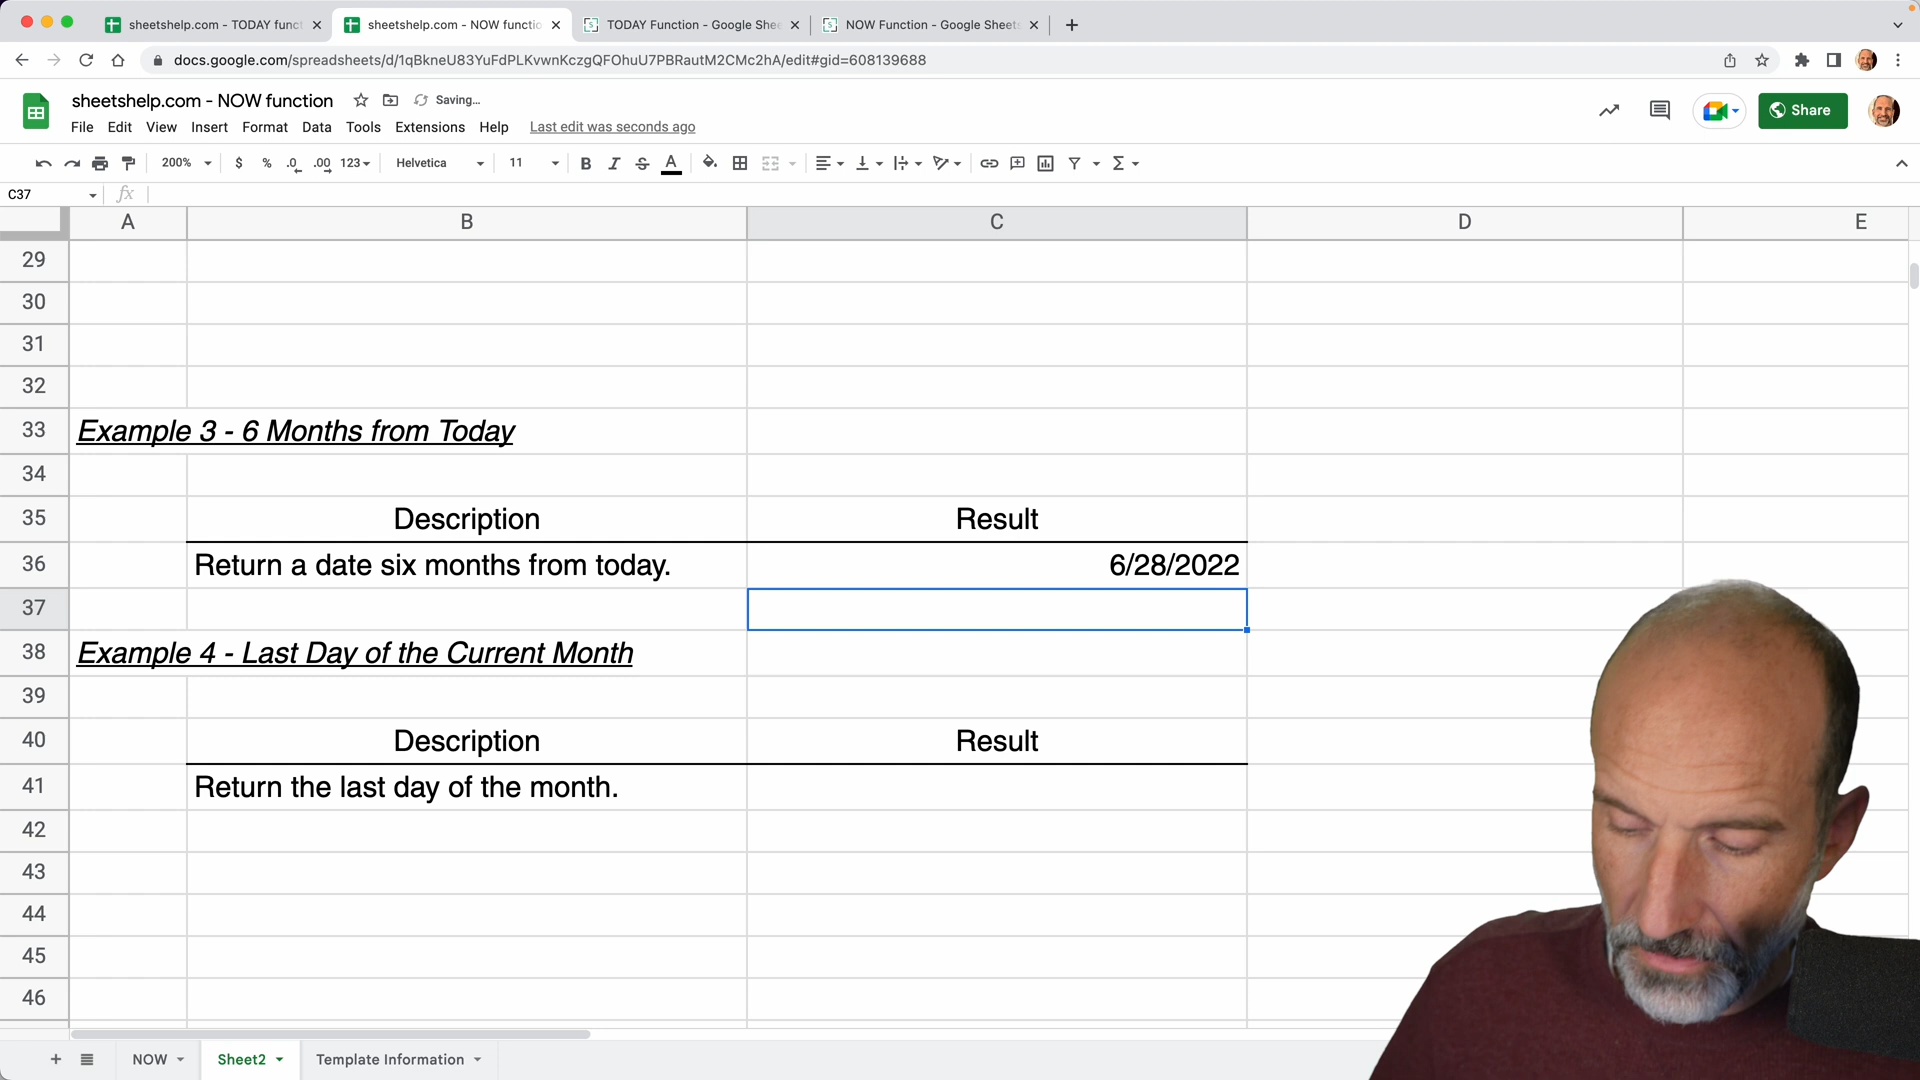 sheetshelp.com - TODAY funct
sheetshelp.com - NOW functio
TODAY Function - Google She
NOW Function - Google Sheets
docs.google.com/spreadsheets/d/1qBkneU83YuFdPLKvwnKczgQFOhuU7PBRautM2CMc2hA/edit#gid=608139688
sheetshelp.com - NOW function
Saving...
File Edit View Insert Format Data Tools Extensions Help Last edit was seconds ago
Share
200% $ % .0 .00 123 Helvetica 11 B I S A Σ
C37 fx
A B C D E
29
30
31
32
33 Example 3 - 6 Months from Today
34
35 Description Result
36 Return a date six months from today. 6/28/2022
37
38 Example 4 - Last Day of the Current Month
39
40 Description Result
41 Return the last day of the month.
42
43
44
45
46
NOW Sheet2 Template Information